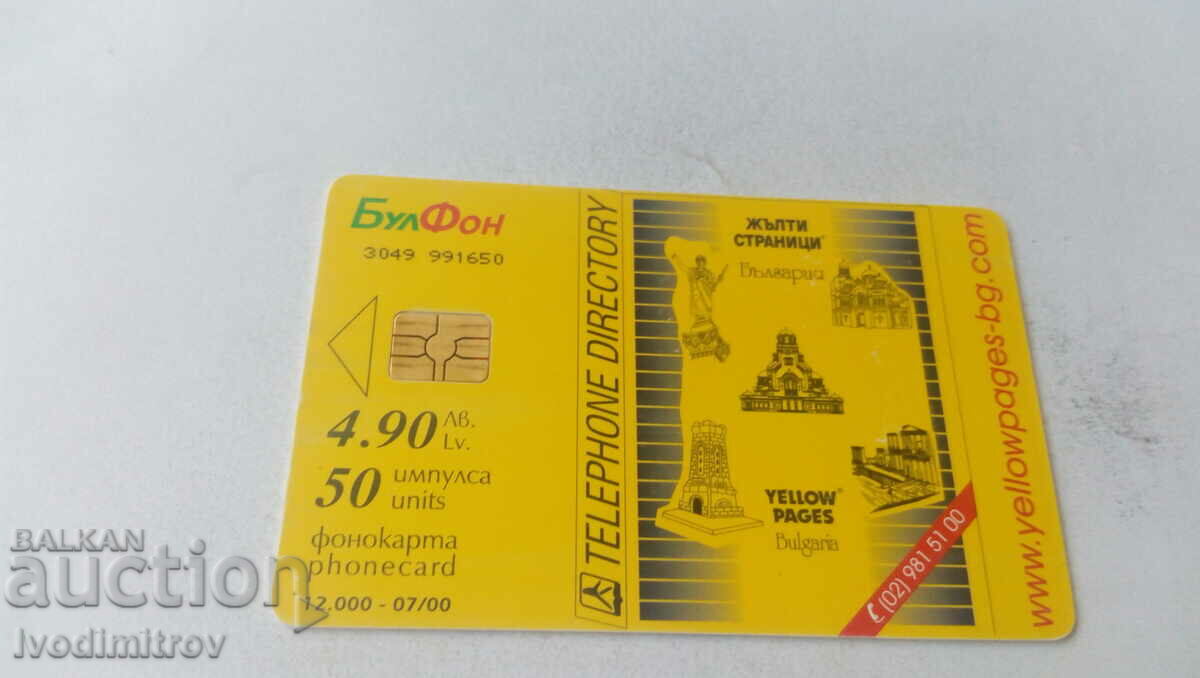 БулФон
3049 991650
4.90 лв.
Lv.
50 импулса
units
фонокарта
phonecard
12.000 - 07/00
TELEPHONE DIRECTORY
ЖЪЛТИ
СТРАНИЦИ®
България
YELLOW®
PAGES
Bulgaria
(02) 981 51 00
www.yellowpages-bg.com
BALKAN
auction
Ivodimitrov